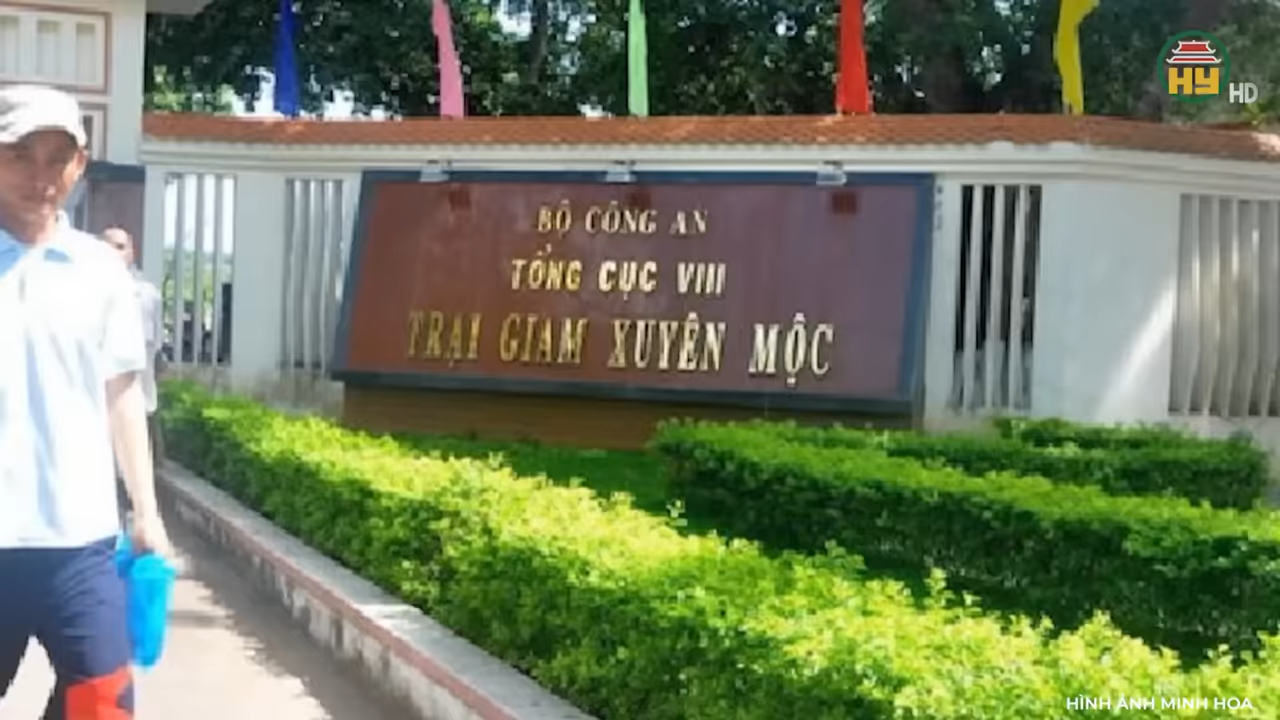 HY HD
BỘ CÔNG AN
TỔNG CỤC VIII
TRẠI GIAM XUYÊN MỘC
HÌNH ẢNH MINH HỌA